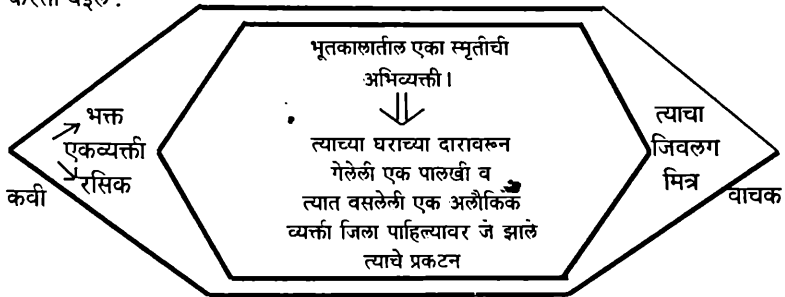 करता येईल :
भूतकालातील एका स्मृतीची
अभिव्यक्ती।
त्याच्या घराच्या दारावरून
गेलेली एक पालखी व
त्यात वसलेली एक अलौकिक
व्यक्ती जिला पाहिल्यावर जे झाले
त्याचे प्रकटन
भक्त
एकव्यक्ती
रसिक
कवी
त्याचा
जिवलग
मित्र
वाचक